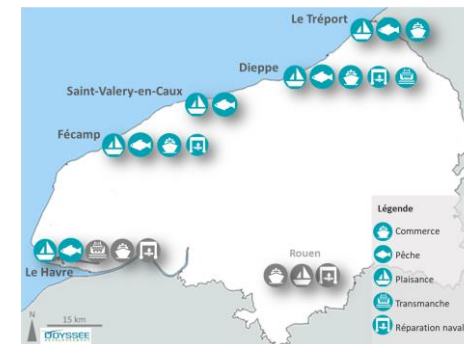 Le Tréport
Dieppe
Saint-Valery-en-Caux
Fécamp
Le Havre
Rouen
Légende
Commerce
Pêche
Plaisance
Transmanche
Réparation navale
N
15 km
ODYSSÉE